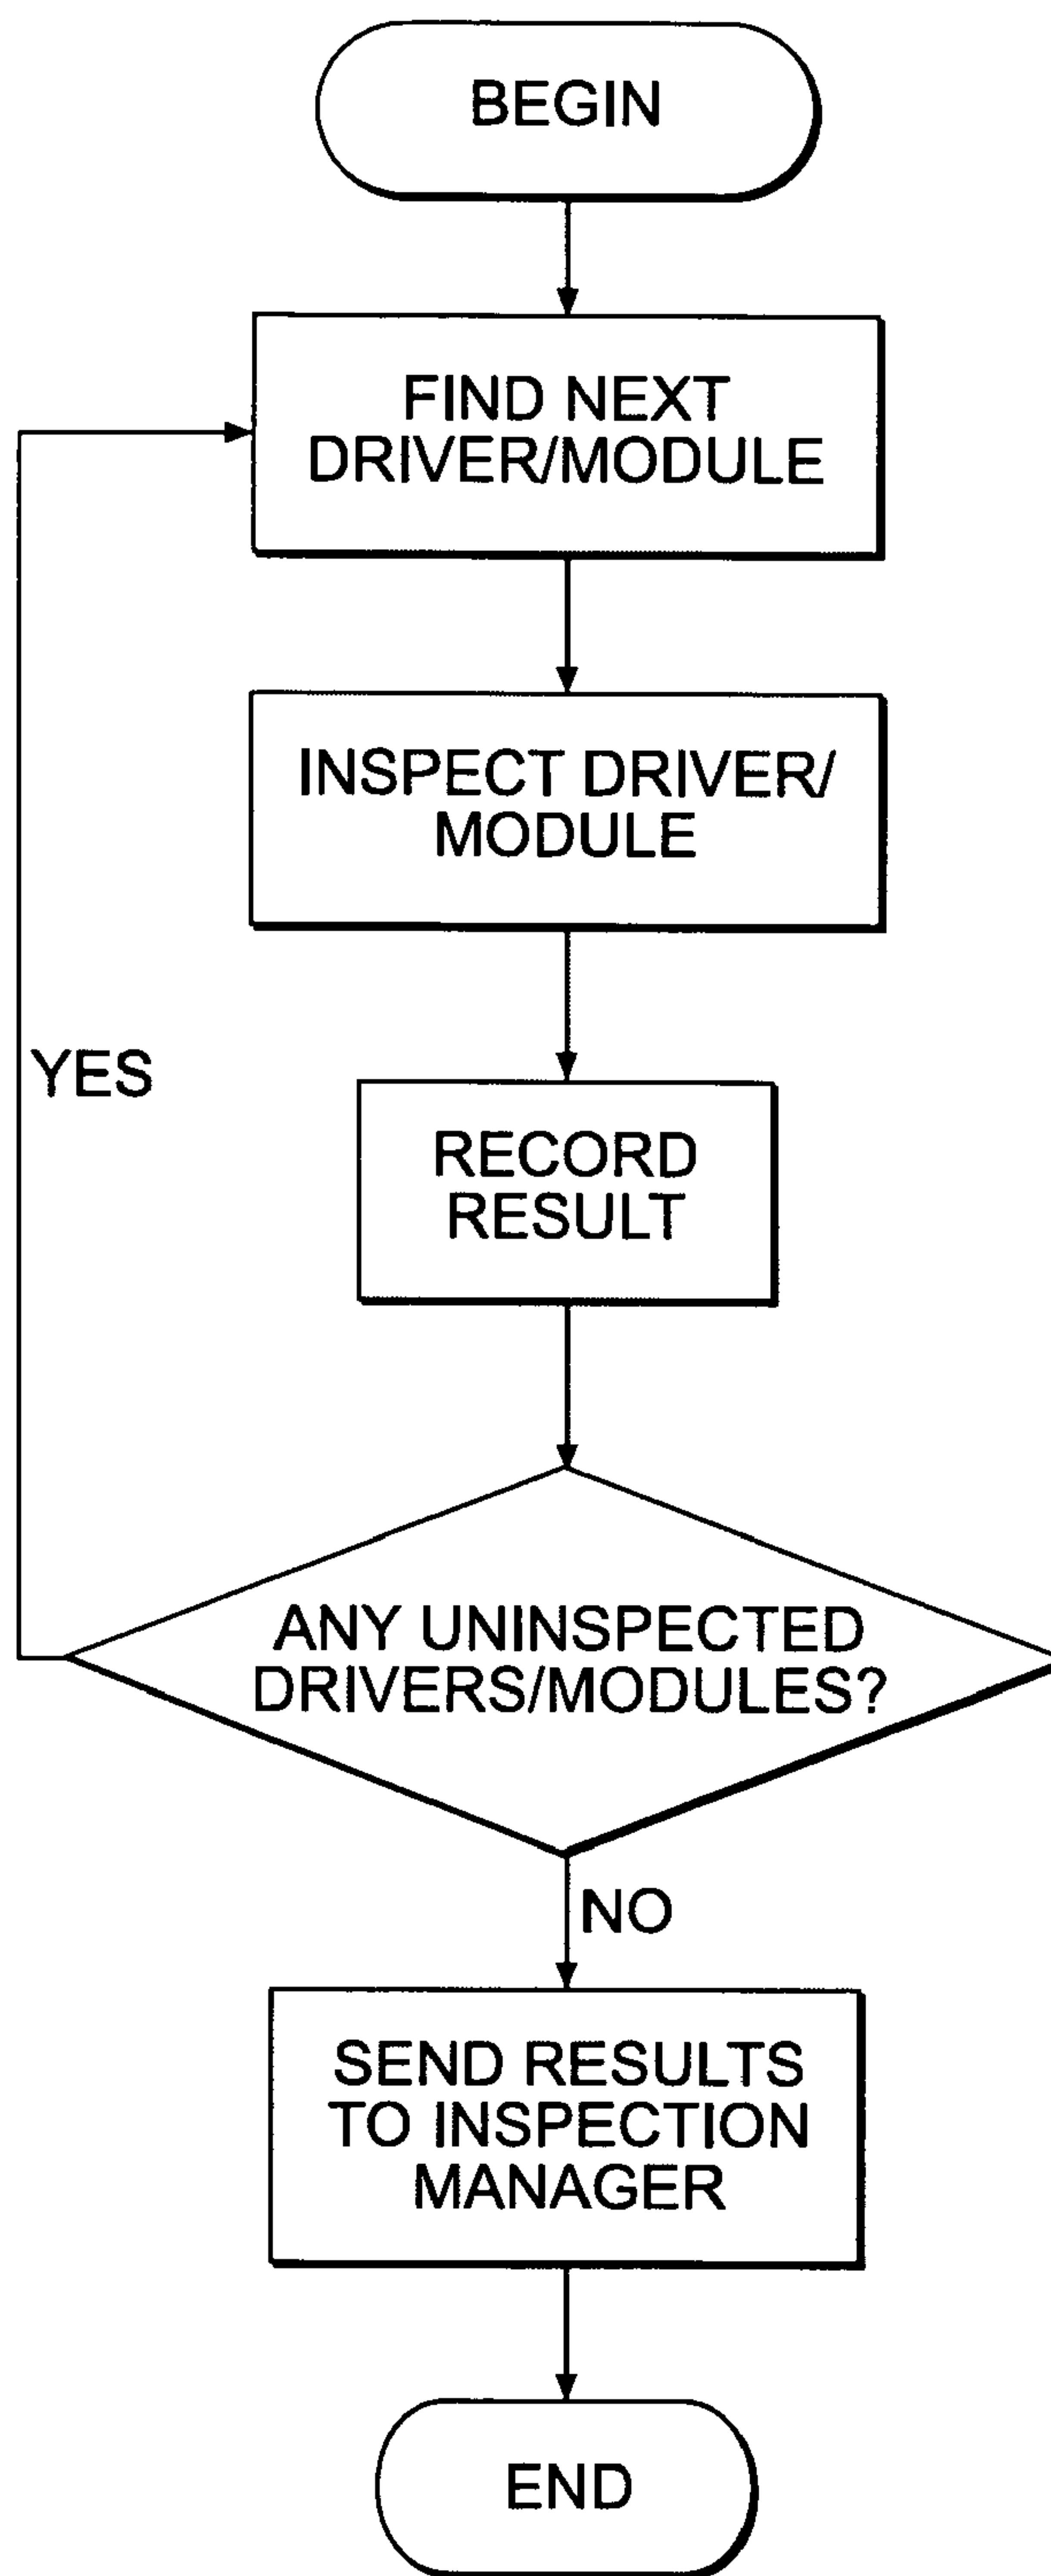 BEGIN
FIND NEXT
DRIVER/MODULE
INSPECT DRIVER/
MODULE
YES
RECORD
RESULT
ANY UNINSPECTED
DRIVERS/MODULES?
NO
SEND RESULTS
TO INSPECTION
MANAGER
END